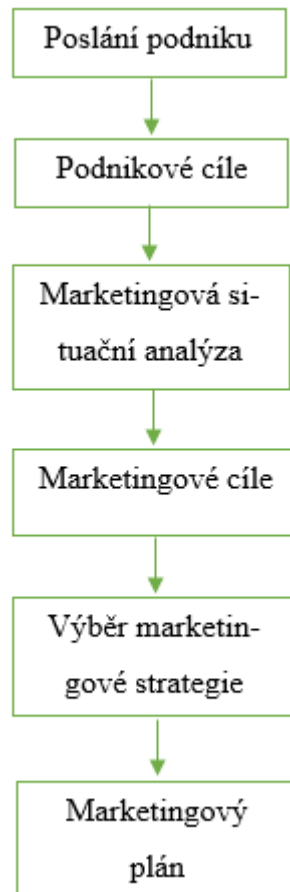 Poslání podniku
Podnikové cíle
Marketingová si-
tuační analýza
Marketingové cíle
Výběr marketin-
gové strategie
Marketingový
plán